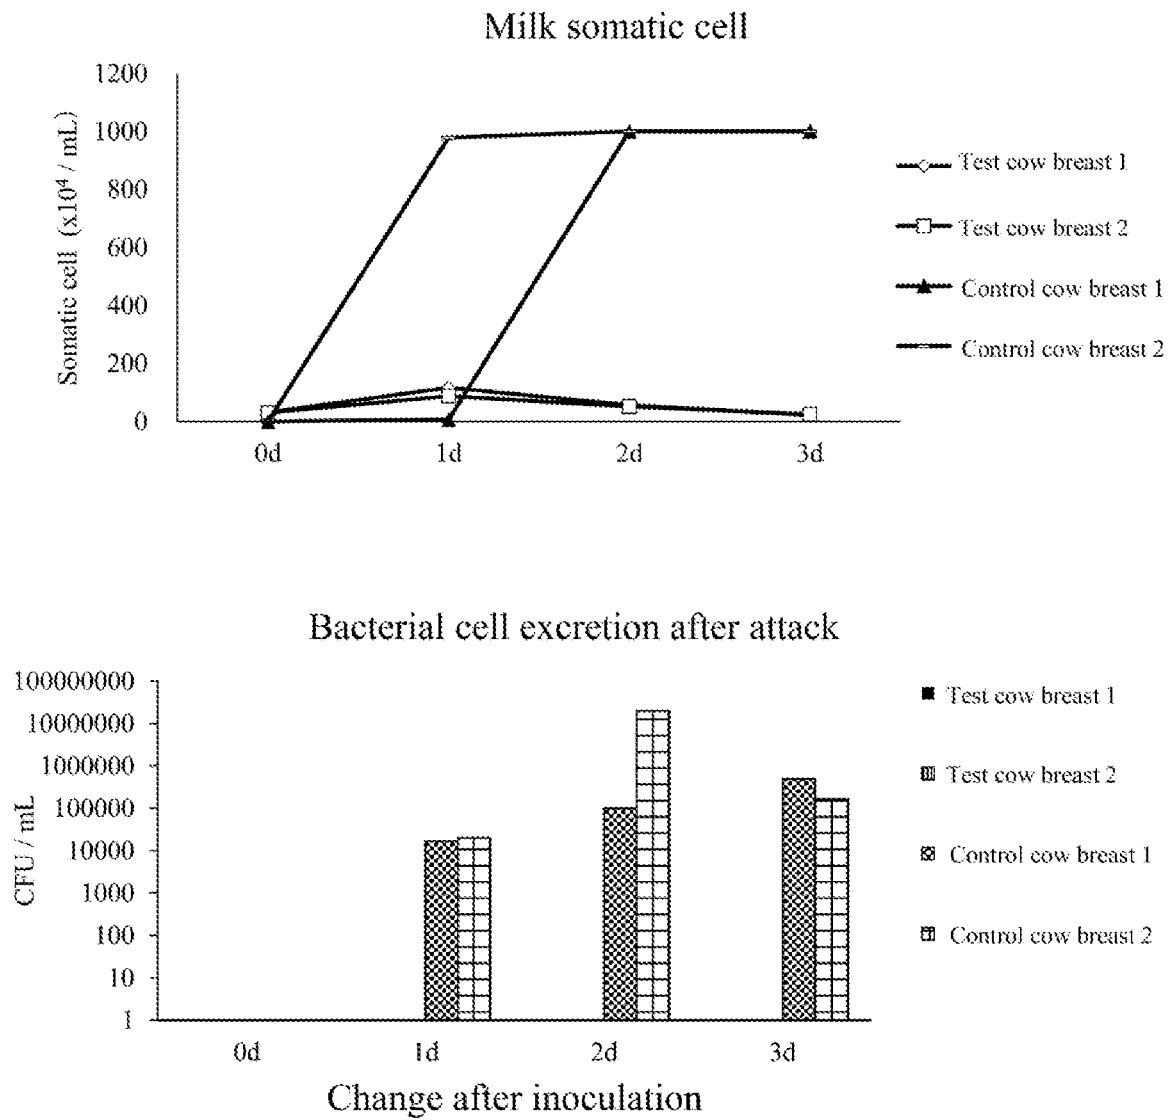 Milk somatic cell
1200
1000
800
600
400
200
0
Somatic cell (x10⁴ / mL)
0d 1d 2d 3d
Test cow breast 1
Test cow breast 2
Control cow breast 1
Control cow breast 2
Bacterial cell excretion after attack
100000000
10000000
1000000
100000
10000
1000
100
10
1
CFU / mL
0d 1d 2d 3d
Change after inoculation
Test cow breast 1
Test cow breast 2
Control cow breast 1
Control cow breast 2